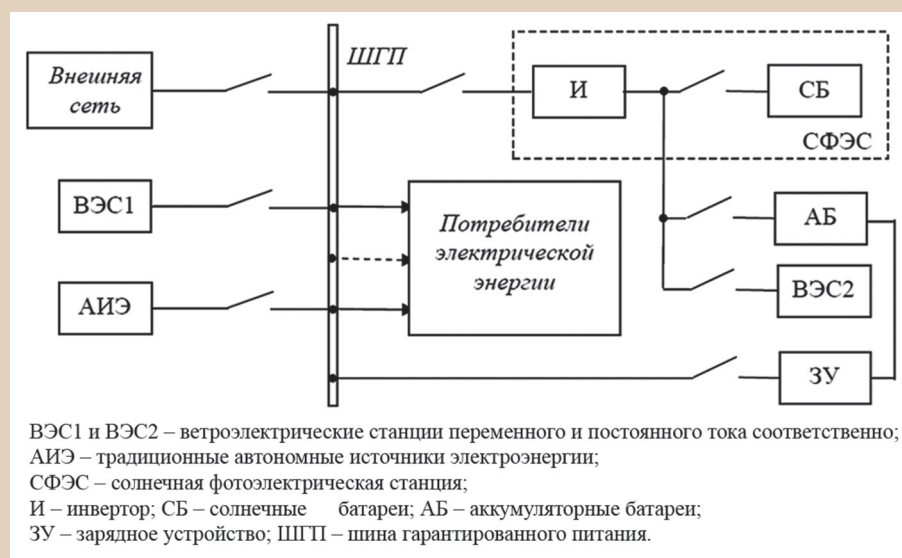 Внешняя
сеть
ШГП
И
СБ
СФЭС
ВЭС1
Потребители
электрической
энергии
АБ
ВЭС2
АИЭ
ЗУ
ВЭС1 и ВЭС2 – ветроэлектрические станции переменного и постоянного тока соответственно;
АИЭ – традиционные автономные источники электроэнергии;
СФЭС – солнечная фотоэлектрическая станция;
И – инвертор; СБ – солнечные батареи; АБ – аккумуляторные батареи;
ЗУ – зарядное устройство; ШГП – шина гарантированного питания.